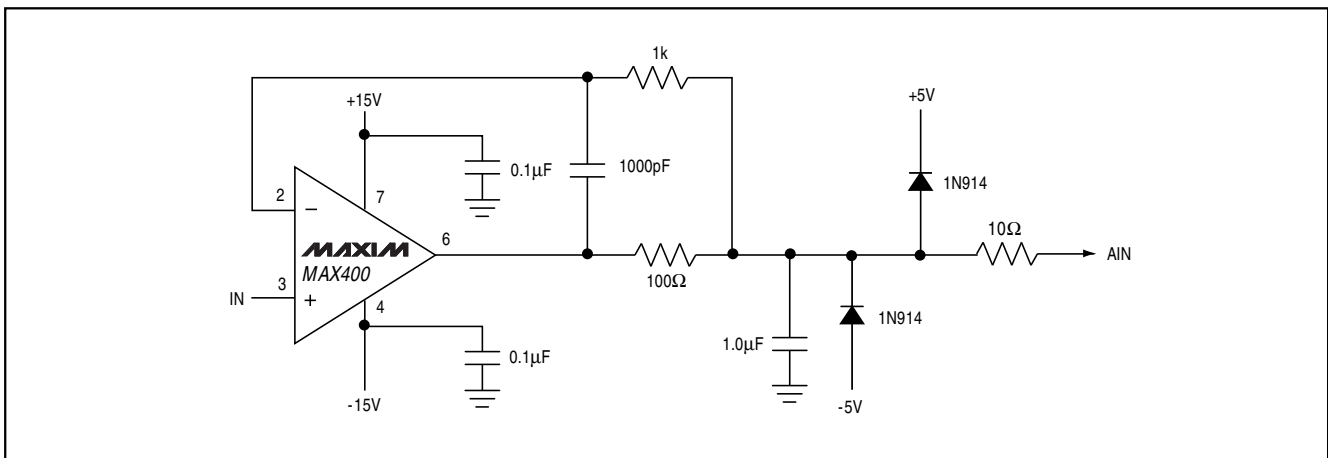 1k
+15V
+5V
0.1µF
1000pF
1N914
2
7
–
6
10Ω
MAXIM
MAX400
100Ω
AIN
IN
3
+
4
1N914
1.0µF
0.1µF
-15V
-5V